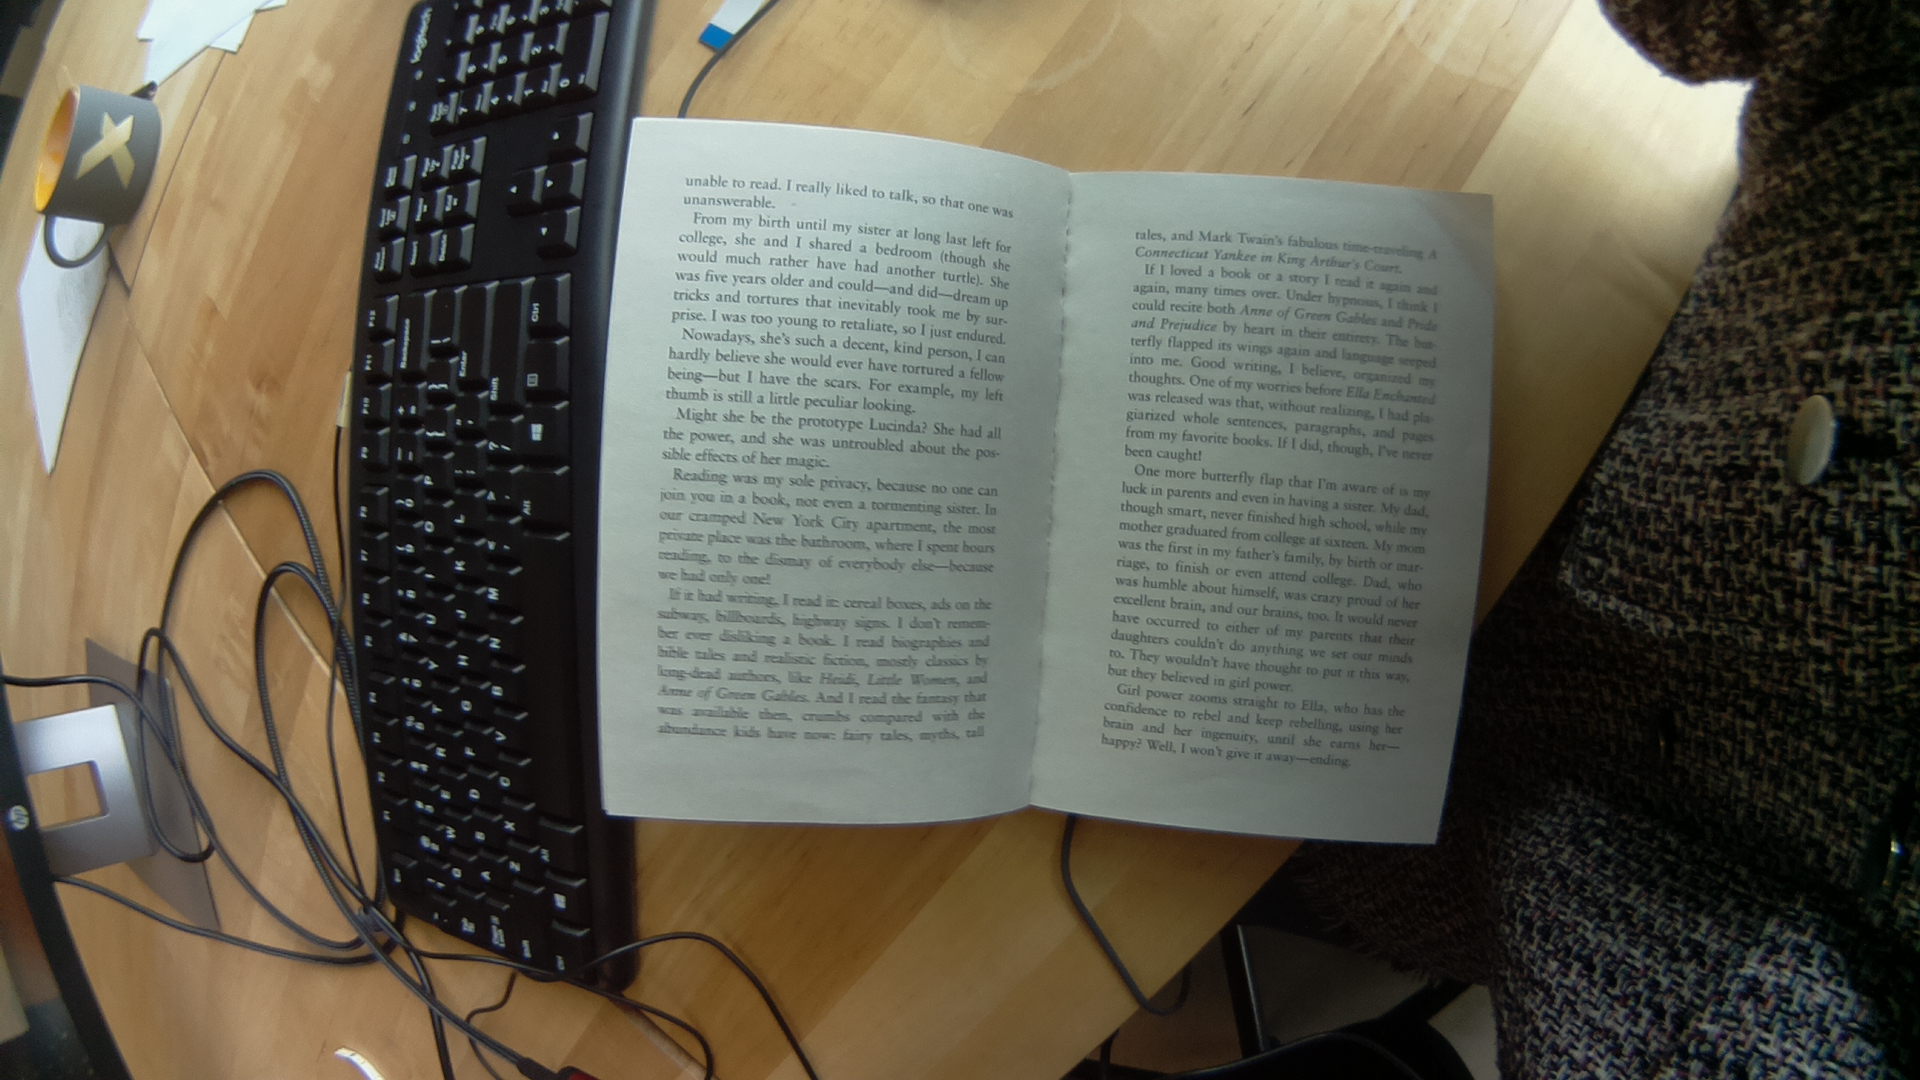 unable to read. I really liked to talk, so that one was
unanswerable.
From my birth until my sister at long last left for
college, she and I shared a bedroom (though she
would much rather have had another turtle). She
was five years older and could—and did—dream up
tricks and tortures that inevitably took me by sur-
prise. I was too young to retaliate, so I just endured.
Nowadays, she's such a decent, kind person, I can
hardly believe she would ever have tortured a fellow
being—but I have the scars. For example, my left
thumb is still a little peculiar looking.
Might she be the prototype Lucinda? She had all
the power, and she was untroubled about the pos-
sible effects of her magic.
Reading was my sole privacy, because no one can
join you in a book, not even a tormenting sister. In
our cramped New York City apartment, the most
private place was the bathroom, where I spent hours
reading, to the dismay of everybody else—because
we had only one!
If it had writing, I read it: cereal boxes, ads on the
subway, billboards, highway signs. I don't remem-
ber ever disliking a book. I read biographies and
bible tales and realistic fiction, mostly classics by
long-dead authors, like Heidi, Little Women, and
Anne of Green Gables. And I read the fantasy that
was available then, crumbs compared with the
abundance kids have now: fairy tales, myths, tall
tales, and Mark Twain's fabulous time-traveling A
Connecticut Yankee in King Arthur's Court.
If I loved a book or a story I read it again and
again, many times over. Under hypnosis, I think I
could recite both Anne of Green Gables and Pride
and Prejudice by heart in their entirety. The but-
terfly flapped its wings again and language seeped
into me. Good writing, I believe, organized my
thoughts. One of my worries before Ella Enchanted
was released was that, without realizing, I had pla-
giarized whole sentences, paragraphs, and pages
from my favorite books. If I did, though, I've never
been caught!
One more butterfly flap that I'm aware of is my
luck in parents and even in having a sister. My dad,
though smart, never finished high school, while my
mother graduated from college at sixteen. My mom
was the first in my father's family, by birth or mar-
riage, to finish or even attend college. Dad, who
was humble about himself, was crazy proud of her
excellent brain, and our brains, too. It would never
have occurred to either of my parents that their
daughters couldn't do anything we set our minds
to. They wouldn't have thought to put it this way,
but they believed in girl power.
Girl power zooms straight to Ella, who has the
confidence to rebel and keep rebelling, using her
brain and her ingenuity, until she earns her—
happy? Well, I won't give it away—ending.
logitech
Backspace
Enter
Shift
Ctrl
Alt
hp